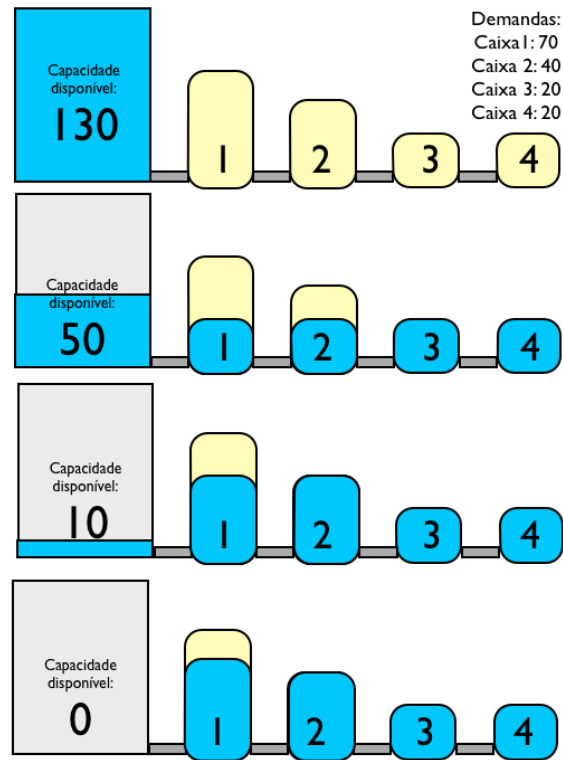 Demandas:
Caixa1: 70
Caixa 2: 40
Caixa 3: 20
Caixa 4: 20
Capacidade
disponível:
130
1 2 3 4
Capacidade
disponível:
50
1 2 3 4
Capacidade
disponível:
10
1 2 3 4
Capacidade
disponível:
0
1 2 3 4